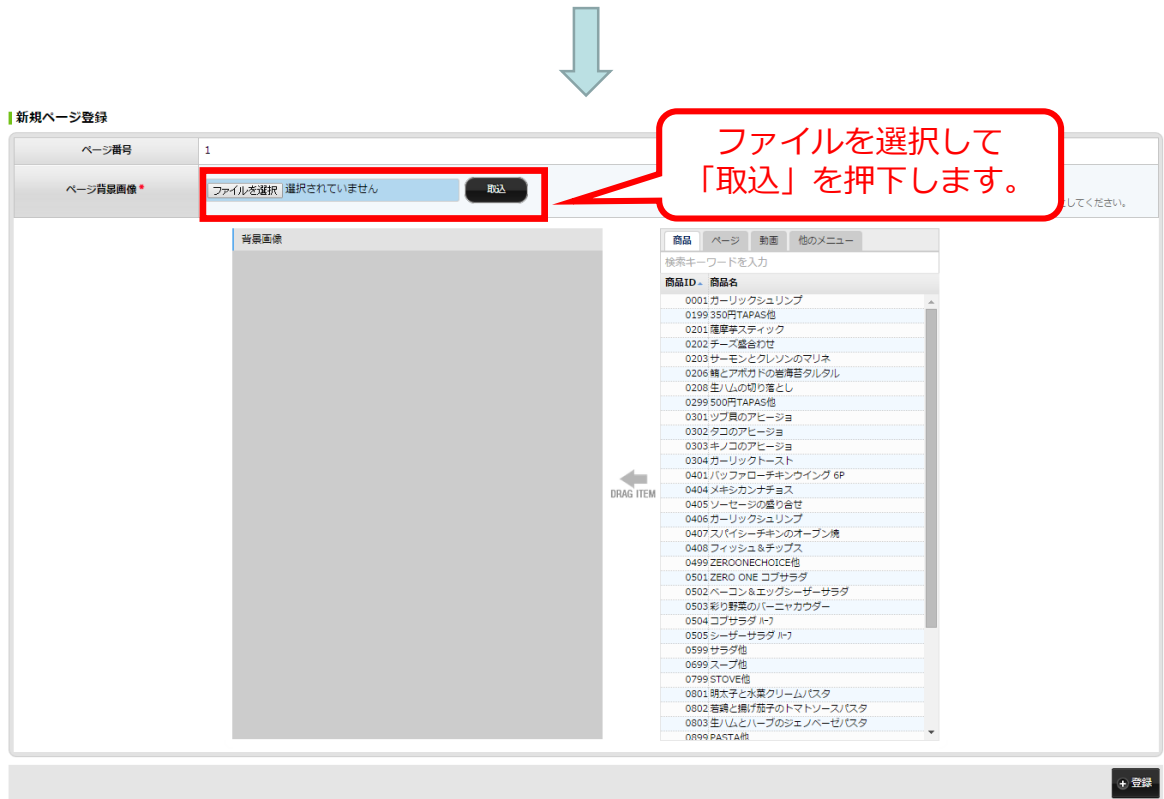 新規ページ登録
ファイルを選択して
「取込」を押下します。
ページ番号
1
ページ背景画像*
ファイルを選択 選択されていません
取込
してください。
背景画像
商品 ページ 動画 他のメニュー
検索キーワードを入力
商品ID 商品名
0001 ガーリックシュリンプ
0199 350円TAPAS他
0201 薩摩芋スティック
0202 チーズ盛合わせ
0203 サーモンとクレソンのマリネ
0206 鯖とアボガドの岩海苔タルタル
0208 生ハムの切り落とし
0299 500円TAPAS他
0301 ツブ貝のアヒージョ
0302 タコのアヒージョ
0303 キノコのアヒージョ
0304 ガーリックトースト
0401 バッファローチキンウイング 6P
0404 メキシカンナチョス
0405 ソーセージの盛り合せ
0406 ガーリックシュリンプ
0407 スパイシーチキンのオーブン焼
0408 フィッシュ&チップス
0499 ZEROONECHOICE他
0501 ZERO ONE コブサラダ
0502 ベーコン&エッグシーザーサラダ
0503 彩り野菜のバーニャカウダー
0504 コブサラダ ﾊｰﾌ
0505 シーザーサラダ ﾊｰﾌ
0599 サラダ他
0699 スープ他
0799 STOVE他
0801 明太子と水菜クリームパスタ
0802 若鶏と揚げ茄子のトマトソースパスタ
0803 生ハムとハーブのジェノベーゼパスタ
0899 PASTA他
DRAG ITEM
登録